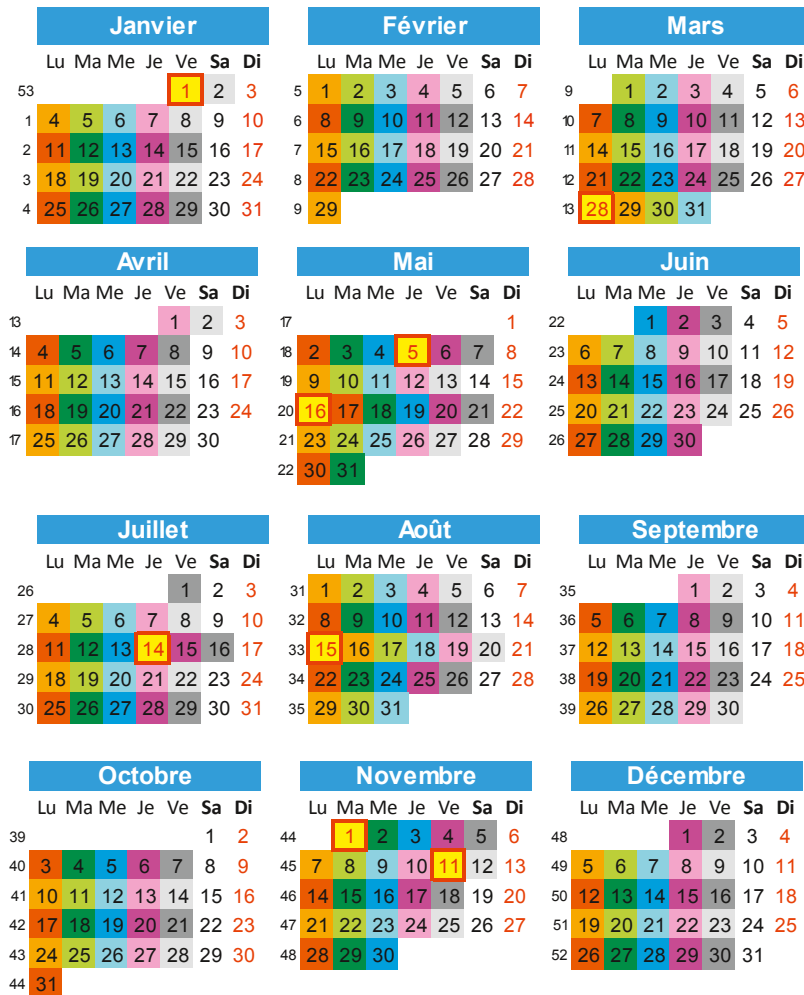 Janvier
Lu Ma Me Je Ve Sa Di
53 1 2 3
1 4 5 6 7 8 9 10
2 11 12 13 14 15 16 17
3 18 19 20 21 22 23 24
4 25 26 27 28 29 30 31
Février
Lu Ma Me Je Ve Sa Di
5 1 2 3 4 5 6 7
6 8 9 10 11 12 13 14
7 15 16 17 18 19 20 21
8 22 23 24 25 26 27 28
9 29
Mars
Lu Ma Me Je Ve Sa Di
9 1 2 3 4 5 6
10 7 8 9 10 11 12 13
11 14 15 16 17 18 19 20
12 21 22 23 24 25 26 27
13 28 29 30 31
Avril
Lu Ma Me Je Ve Sa Di
13 1 2 3
14 4 5 6 7 8 9 10
15 11 12 13 14 15 16 17
16 18 19 20 21 22 23 24
17 25 26 27 28 29 30
Mai
Lu Ma Me Je Ve Sa Di
17 1
18 2 3 4 5 6 7 8
19 9 10 11 12 13 14 15
20 16 17 18 19 20 21 22
21 23 24 25 26 27 28 29
22 30 31
Juin
Lu Ma Me Je Ve Sa Di
22 1 2 3 4 5
23 6 7 8 9 10 11 12
24 13 14 15 16 17 18 19
25 20 21 22 23 24 25 26
26 27 28 29 30
Juillet
Lu Ma Me Je Ve Sa Di
26 1 2 3
27 4 5 6 7 8 9 10
28 11 12 13 14 15 16 17
29 18 19 20 21 22 23 24
30 25 26 27 28 29 30 31
Août
Lu Ma Me Je Ve Sa Di
31 1 2 3 4 5 6 7
32 8 9 10 11 12 13 14
33 15 16 17 18 19 20 21
34 22 23 24 25 26 27 28
35 29 30 31
Septembre
Lu Ma Me Je Ve Sa Di
35 1 2 3 4
36 5 6 7 8 9 10 11
37 12 13 14 15 16 17 18
38 19 20 21 22 23 24 25
39 26 27 28 29 30
Octobre
Lu Ma Me Je Ve Sa Di
39 1 2
40 3 4 5 6 7 8 9
41 10 11 12 13 14 15 16
42 17 18 19 20 21 22 23
43 24 25 26 27 28 29 30
44 31
Novembre
Lu Ma Me Je Ve Sa Di
44 1 2 3 4 5 6
45 7 8 9 10 11 12 13
46 14 15 16 17 18 19 20
47 21 22 23 24 25 26 27
48 28 29 30
Décembre
Lu Ma Me Je Ve Sa Di
48 1 2 3 4
49 5 6 7 8 9 10 11
50 12 13 14 15 16 17 18
51 19 20 21 22 23 24 25
52 26 27 28 29 30 31